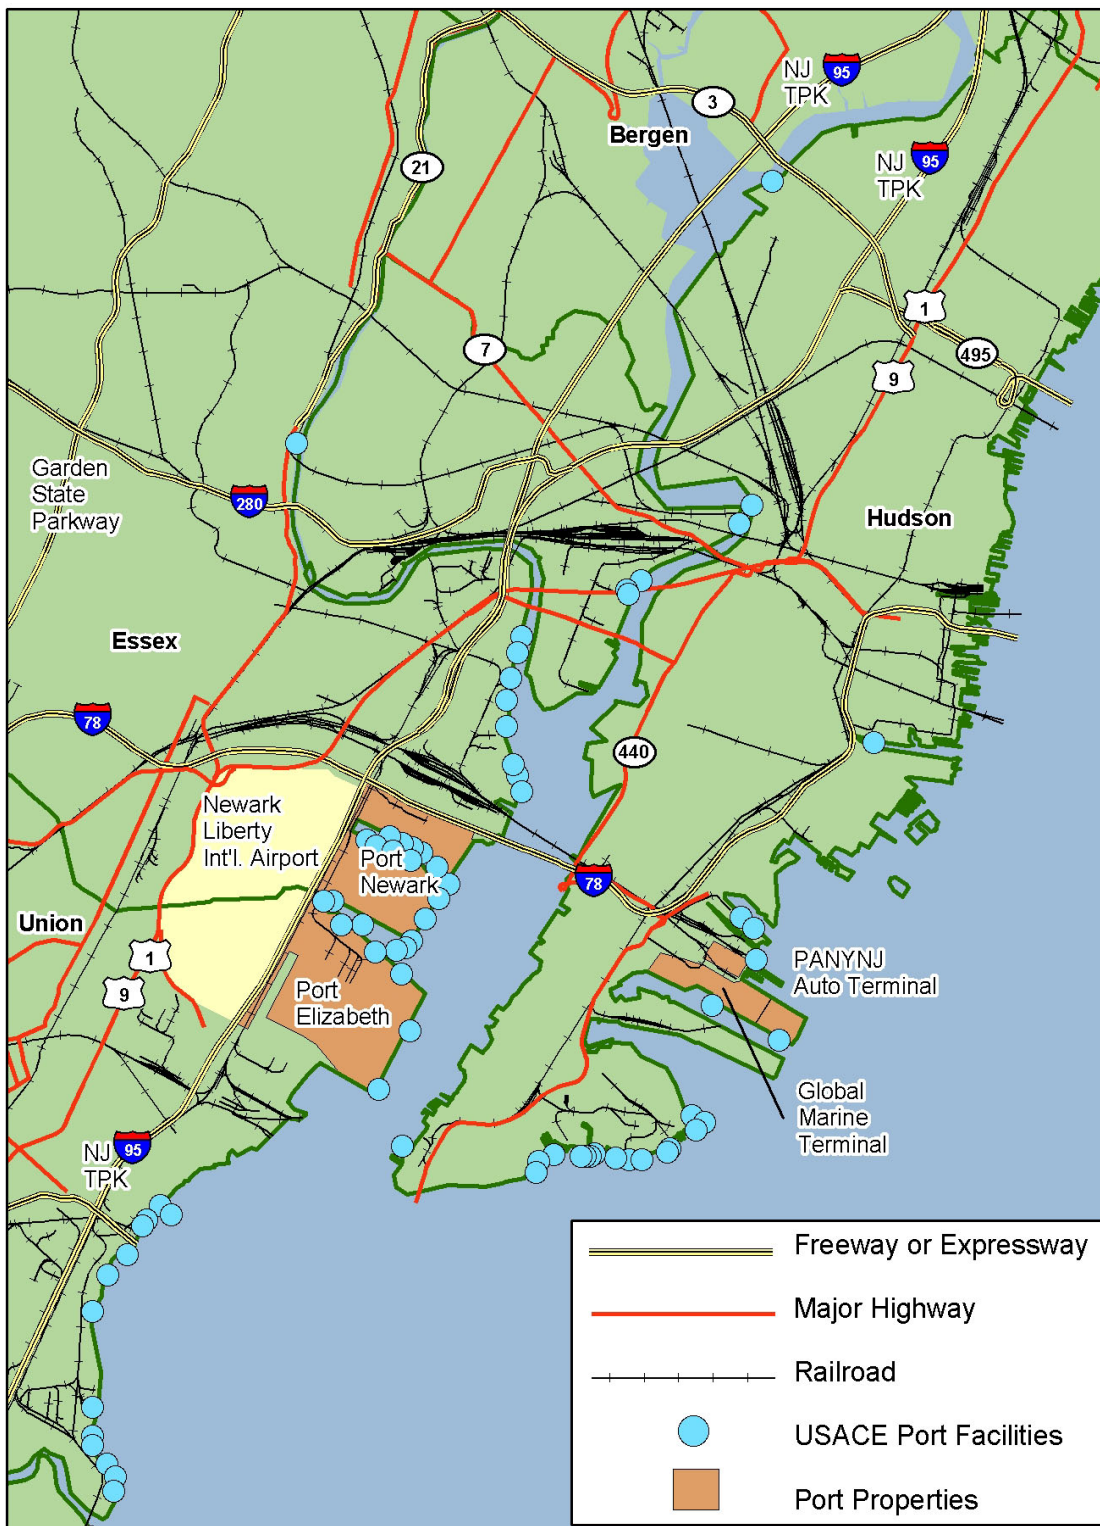 NJ
TPK
95
3
Bergen
21
NJ
TPK
95
1
7
495
9
Garden
State
Parkway
280
Hudson
Essex
78
440
Newark
Liberty
Int'l. Airport
Port
Newark
78
Union
1
9
Port
Elizabeth
PANYNJ
Auto Terminal
Global
Marine
Terminal
NJ
TPK
95
Freeway or Expressway
Major Highway
Railroad
USACE Port Facilities
Port Properties